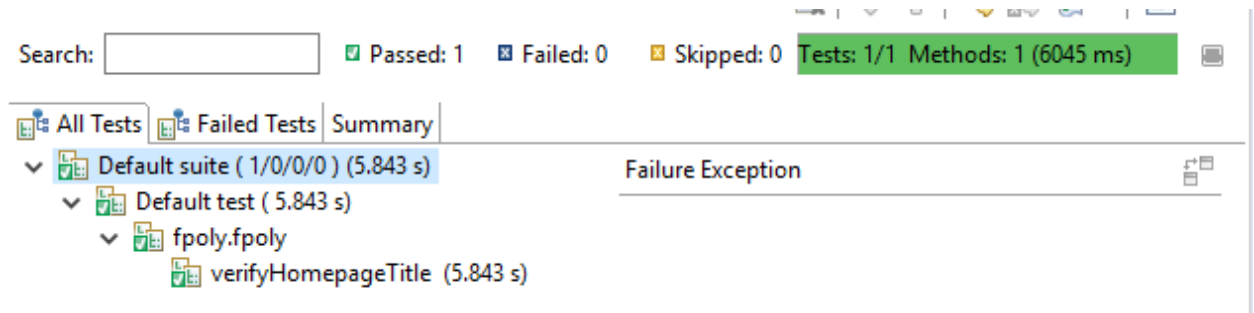 Search: Passed: 1 Failed: 0 Skipped: 0 Tests: 1/1 Methods: 1 (6045 ms)
All Tests Failed Tests Summary
Default suite ( 1/0/0/0 ) (5.843 s) Failure Exception
Default test ( 5.843 s)
fpoly.fpoly
verifyHomepageTitle (5.843 s)